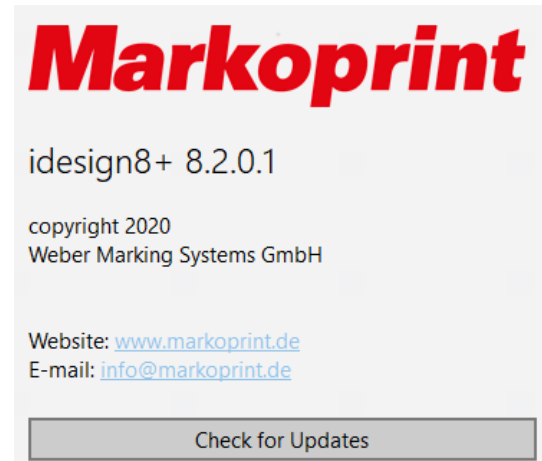 Markoprint
idesign8+ 8.2.0.1
copyright 2020
Weber Marking Systems GmbH
Website: www.markoprint.de
E-mail: info@markoprint.de
Check for Updates